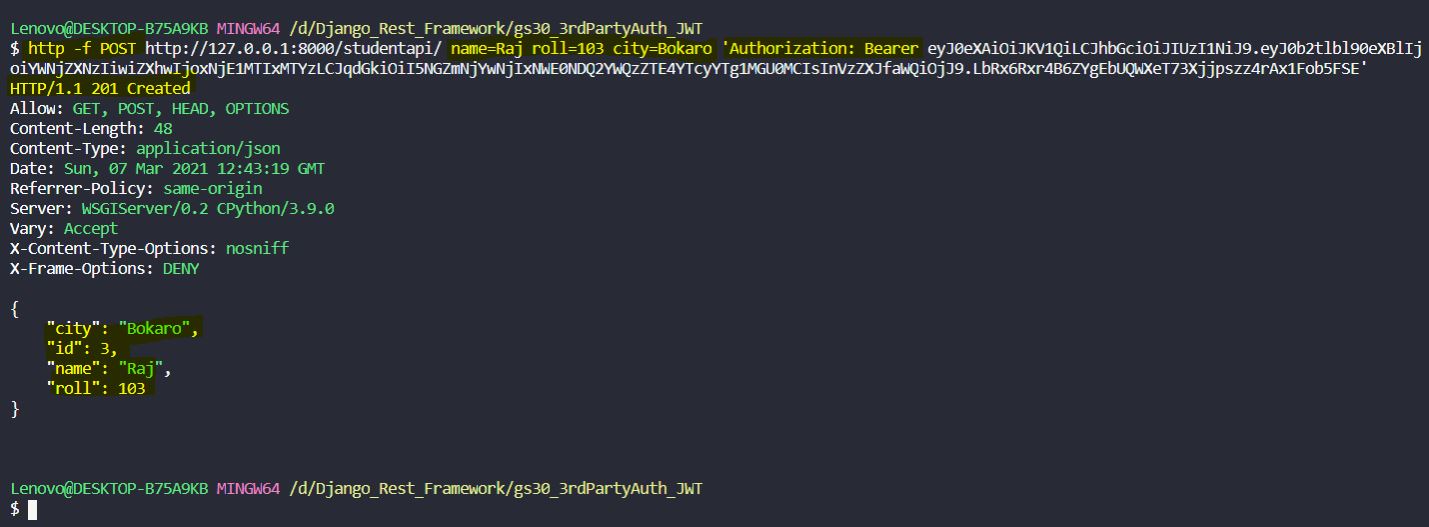 Lenovo@DESKTOP-B75A9KB MINGW64 /d/Django_Rest_Framework/gs30_3rdPartyAuth_JWT
$ http -f POST http://127.0.0.1:8000/studentapi/ name=Raj roll=103 city=Bokaro 'Authorization: Bearer eyJ0eXAiOiJKV1QiLCJhbGciOiJIUzI1NiJ9.eyJ0b2tlbl90eXBlIj
oiYWNjZXNzIiwiZXhwIjoxNjE1MTIxMTYzLCJqdGkiOiI5NGZmNjYwNjIxNWE0NDQ2YWQzZTE4YTcyYTg1MGU0MCIsInVzZXJfaWQiOjJ9.LbRx6Rxr4B6ZYgEbUQWXeT73Xjjpszz4rAx1Fob5FSE'
HTTP/1.1 201 Created
Allow: GET, POST, HEAD, OPTIONS
Content-Length: 48
Content-Type: application/json
Date: Sun, 07 Mar 2021 12:43:19 GMT
Referrer-Policy: same-origin
Server: WSGIServer/0.2 CPython/3.9.0
Vary: Accept
X-Content-Type-Options: nosniff
X-Frame-Options: DENY
{
"city": "Bokaro",
"id": 3,
"name": "Raj",
"roll": 103
}
Lenovo@DESKTOP-B75A9KB MINGW64 /d/Django_Rest_Framework/gs30_3rdPartyAuth_JWT
$